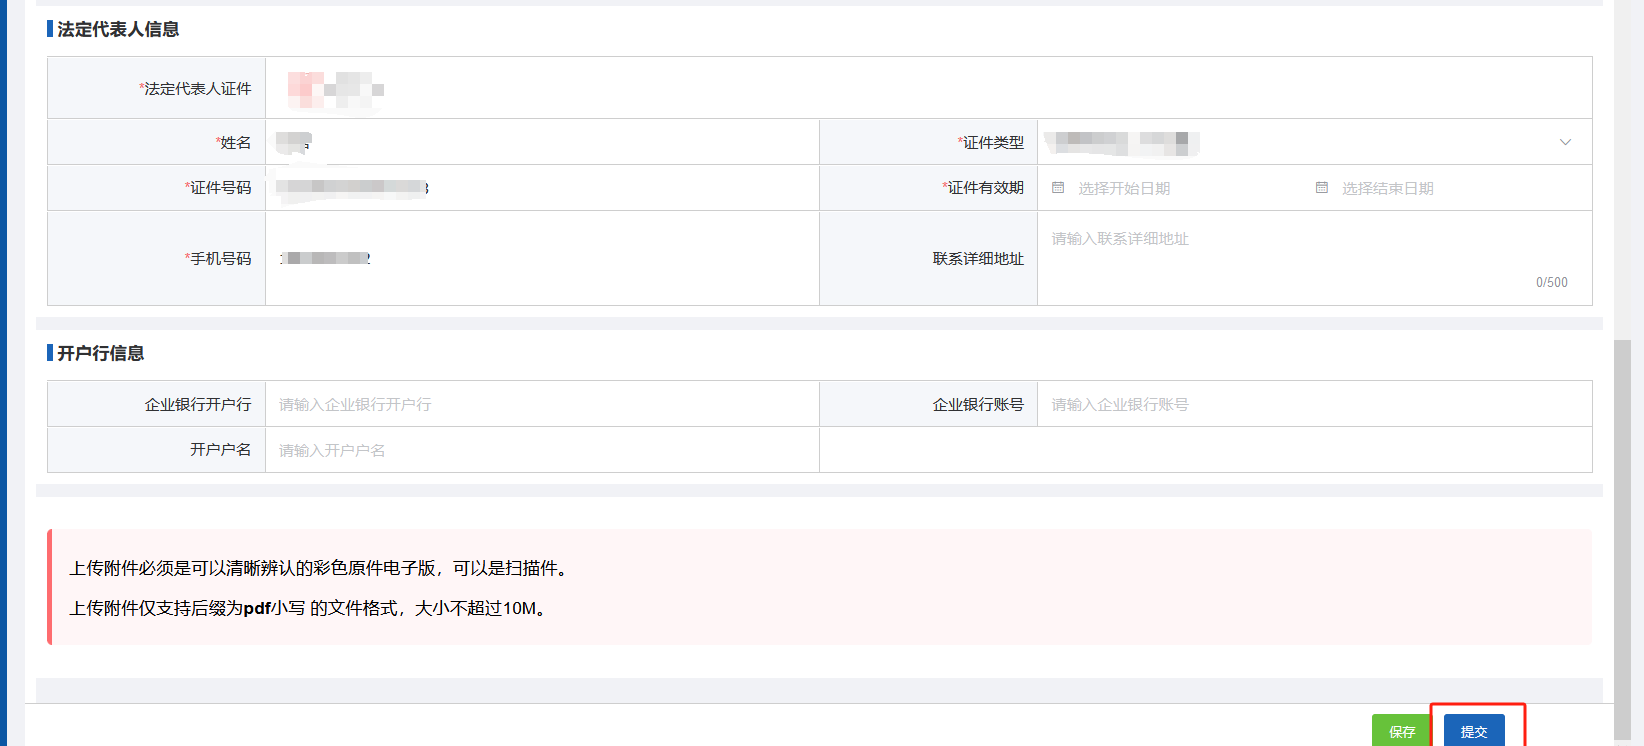 法定代表人信息
*法定代表人证件
*姓名
*证件类型
*证件号码
*证件有效期 选择开始日期 选择结束日期
*手机号码
联系详细地址 请输入联系详细地址
0/500
开户行信息
企业银行开户行 请输入企业银行开户行 企业银行账号 请输入企业银行账号
开户户名 请输入开户户名
上传附件必须是可以清晰辨认的彩色原件电子版，可以是扫描件。
上传附件仅支持后缀为pdf小写 的文件格式，大小不超过10M。
保存 提交